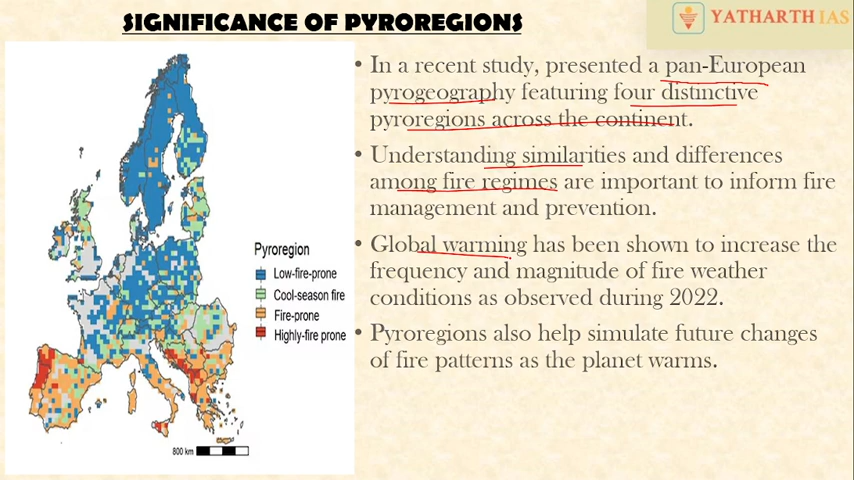 SIGNIFICANCE OF PYROREGIONS
YATHARTH IAS
• In a recent study, presented a pan-European
pyrogeography featuring four distinctive
pyroregions across the continent.
• Understanding similarities and differences
among fire regimes are important to inform fire
management and prevention.
• Global warming has been shown to increase the
frequency and magnitude of fire weather
conditions as observed during 2022.
• Pyroregions also help simulate future changes
of fire patterns as the planet warms.
Pyroregion
Low-fire-prone
Cool-season fire
Fire-prone
Highly-fire prone
800 km